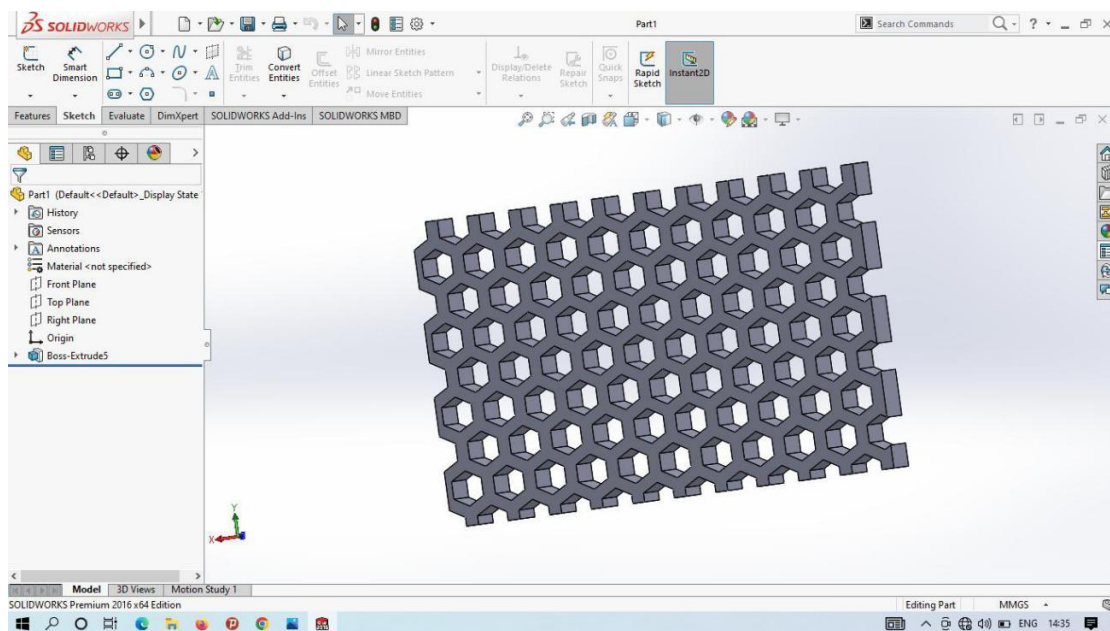 SOLIDWORKS
Part1
Search Commands
Sketch
Smart Dimension
Trim Entities
Convert Entities
Offset Entities
Mirror Entities
Linear Sketch Pattern
Move Entities
Display/Delete Relations
Repair Sketch
Quick Snaps
Rapid Sketch
Instant2D
Features Sketch Evaluate DimXpert SOLIDWORKS Add-Ins SOLIDWORKS MBD
Part1 (Default<<Default>_Display State
History
Sensors
Annotations
Material <not specified>
Front Plane
Top Plane
Right Plane
Origin
Boss-Extrude5
Y
X
Model 3D Views Motion Study 1
SOLIDWORKS Premium 2016 x64 Edition
Editing Part MMGS
ENG 14:35